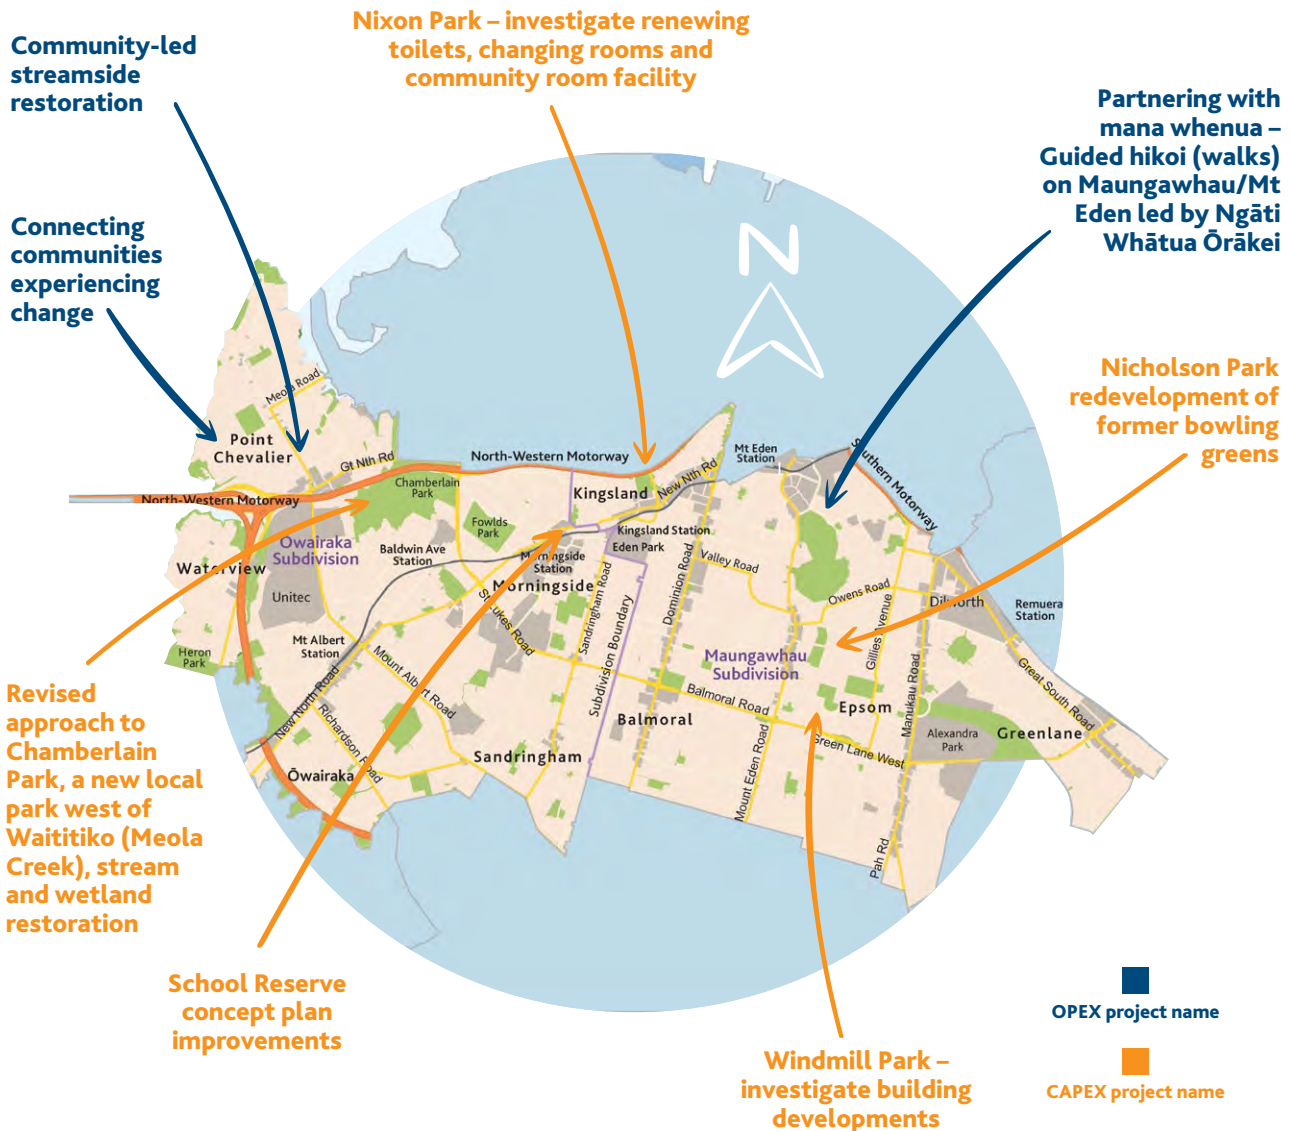 Nixon Park – investigate renewing
toilets, changing rooms and
community room facility
Community-led
streamside
restoration
Partnering with
mana whenua –
Guided hikoi (walks)
on Maungawhau/Mt
Eden led by Ngāti
Whātua Ōrākei
Connecting
communities
experiencing
change
N
Nicholson Park
redevelopment of
former bowling
greens
Meola Road
Point
Chevalier
Gt Nth Rd
North-Western Motorway
Mt Eden
Station
Southern Motorway
Chamberlain
Park
New Nth Rd
Kingsland
North-Western Motorway
Fowlds
Park
Kingsland Station
Owairaka
Subdivision
Baldwin Ave
Station
Eden Park
Morningside
Station
Valley Road
Waterview
Morningside
Dominion Road
Sandringham Road
Owens Road
Unitec
St Lukes Road
Dilworth
Remuera
Station
Subdivision Boundary
Gillies Avenue
Mt Albert
Station
Heron
Park
Mount Albert Road
Maungawhau
Subdivision
Great South Road
Manukau Road
New North Road
Balmoral Road
Richardson Road
Balmoral
Epsom
Alexandra
Park
Greenlane
Sandringham
Green Lane West
Mount Eden Road
Ōwairaka
Pah Rd
Revised
approach to
Chamberlain
Park, a new local
park west of
Waititiko (Meola
Creek), stream
and wetland
restoration
School Reserve
concept plan
improvements
Windmill Park –
investigate building
developments
OPEX project name
CAPEX project name